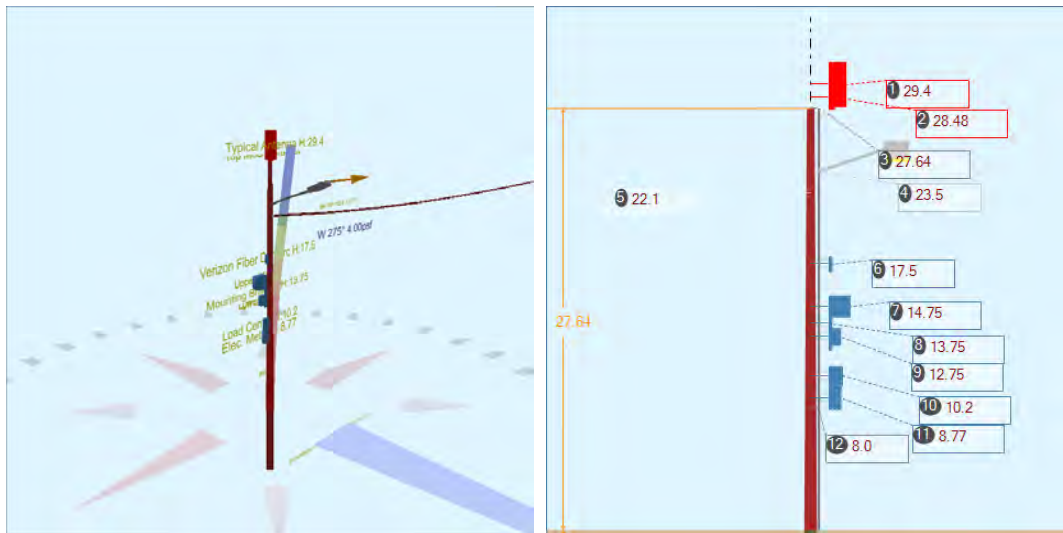 Typical Antenna H:29.4
W 275° 4.00psf
Verizon Fiber
H:17.5
Upper
H:13.75
Mounting
Load
10.2
Elec.
8.77
1 29.4
2 28.48
3 27.64
4 23.5
5 22.1
6 17.5
7 14.75
27.64
8 13.75
9 12.75
10 10.2
11 8.77
12 8.0